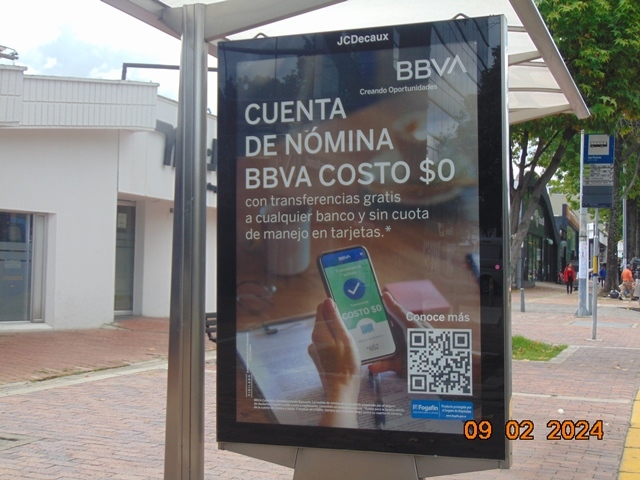 JCDecaux
BBVA
Creando Oportunidades
CUENTA
DE NÓMINA
BBVA COSTO $0
con transferencias gratis
a cualquier banco y sin cuota
de manejo en tarjetas.*
BBVA
COSTO $0
Conoce más
Fogafín
09 02 2024